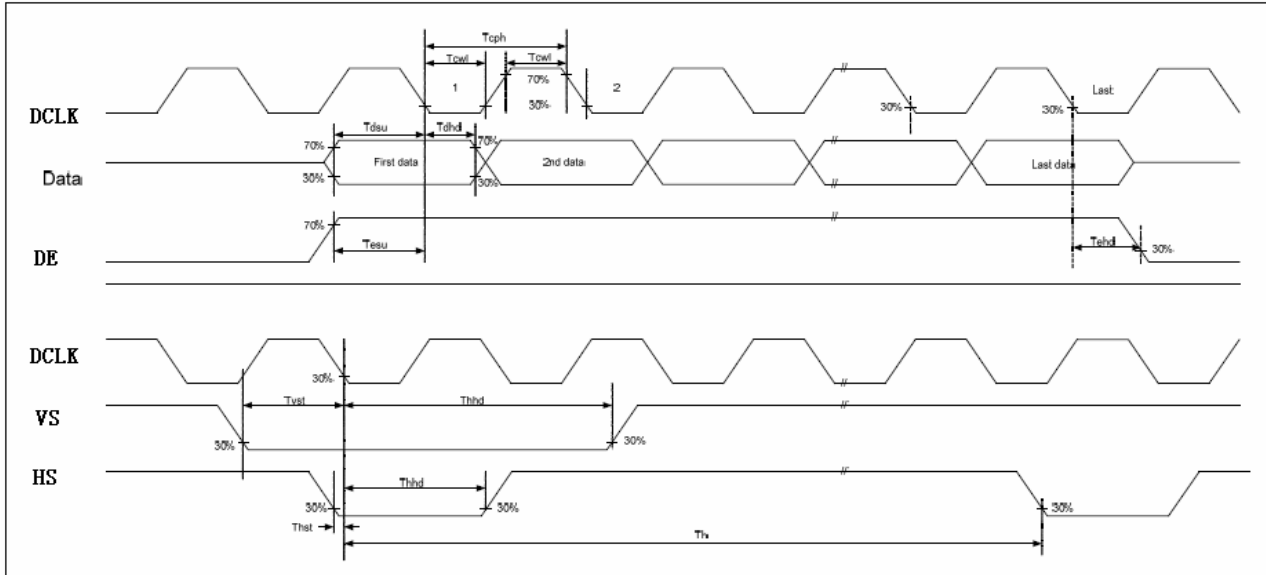 Tcph
Tcwl Tcwl
1 70% 2 Last
30% 30% 30%
DCLK
Tdsu Tdhd
70% 70%
First data 2nd data Last data
Data
30% 30%
70%
Tesu Tehd
DE 30%
DCLK
30%
Tvst Thhd
VS
30% 30%
HS
Thhd
30% 30% 30%
Thst
Th